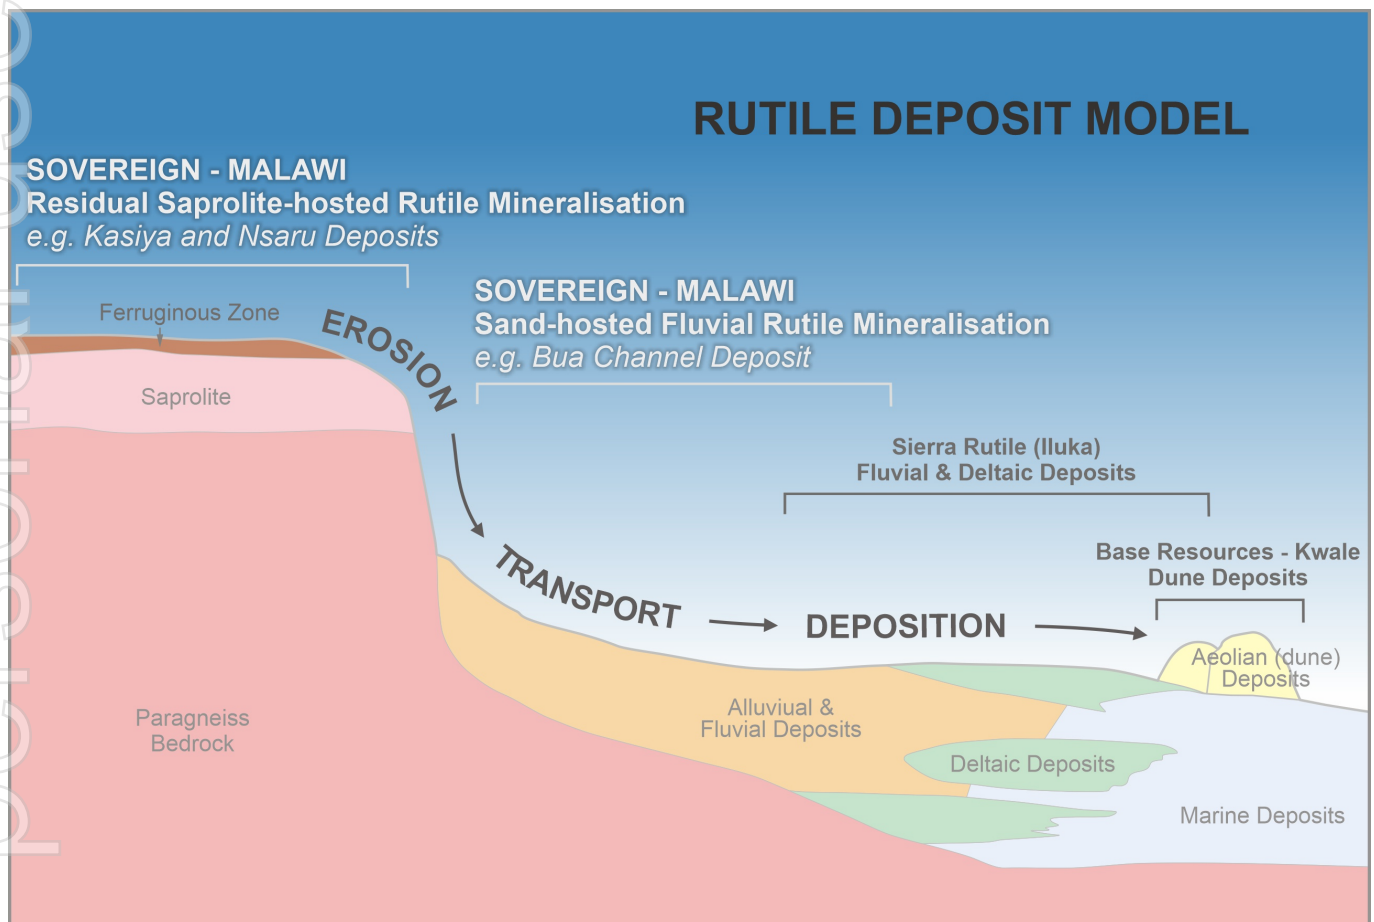 RUTILE DEPOSIT MODEL
SOVEREIGN - MALAWI
Residual Saprolite-hosted Rutile Mineralisation
e.g. Kasiya and Nsaru Deposits
SOVEREIGN - MALAWI
Sand-hosted Fluvial Rutile Mineralisation
e.g. Bua Channel Deposit
Ferruginous Zone
EROSION
Saprolite
Sierra Rutile (Iluka)
Fluvial & Deltaic Deposits
Base Resources - Kwale
Dune Deposits
TRANSPORT
DEPOSITION
Aeolian (dune)
Deposits
Paragneiss
Bedrock
Alluviual &
Fluvial Deposits
Deltaic Deposits
Marine Deposits